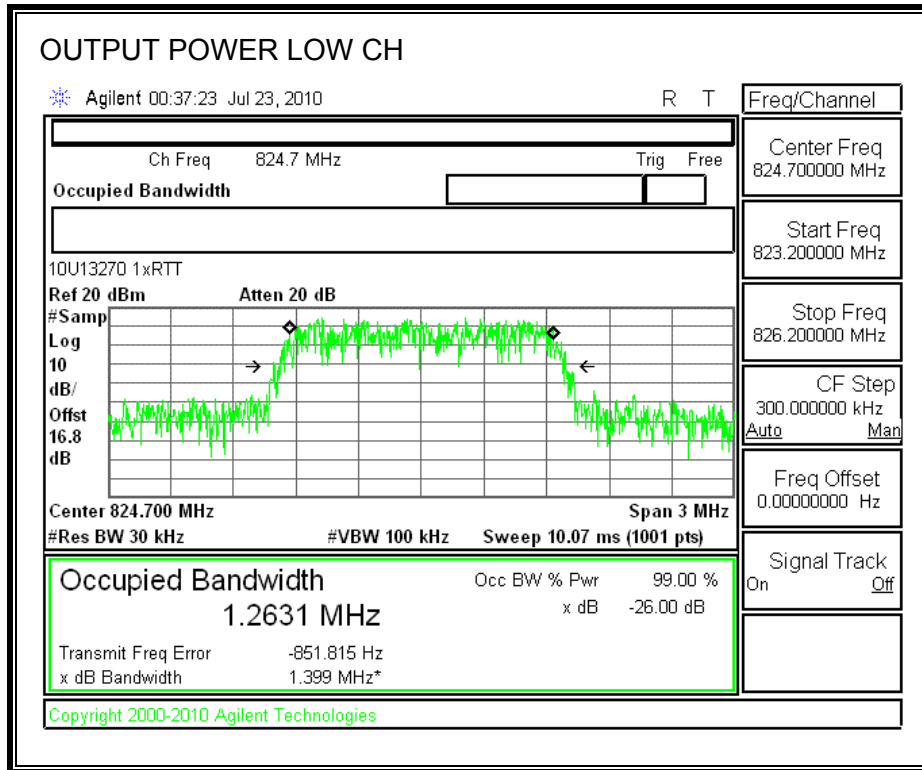 OUTPUT POWER LOW CH
Agilent 00:37:23 Jul 23, 2010 R T
Freq/Channel
Ch Freq 824.7 MHz Trig Free
Occupied Bandwidth
Center Freq
824.700000 MHz
Start Freq
823.200000 MHz
10U13270 1xRTT
Ref 20 dBm Atten 20 dB
#Samp
Log
10
dB/
Offst
16.8
dB
Stop Freq
826.200000 MHz
CF Step
300.000000 kHz
Auto Man
Freq Offset
0.00000000 Hz
Center 824.700 MHz Span 3 MHz
#Res BW 30 kHz #VBW 100 kHz Sweep 10.07 ms (1001 pts)
Signal Track
On Off
Occupied Bandwidth
1.2631 MHz
Occ BW % Pwr 99.00 %
x dB -26.00 dB
Transmit Freq Error -851.815 Hz
x dB Bandwidth 1.399 MHz*
Copyright 2000-2010 Agilent Technologies